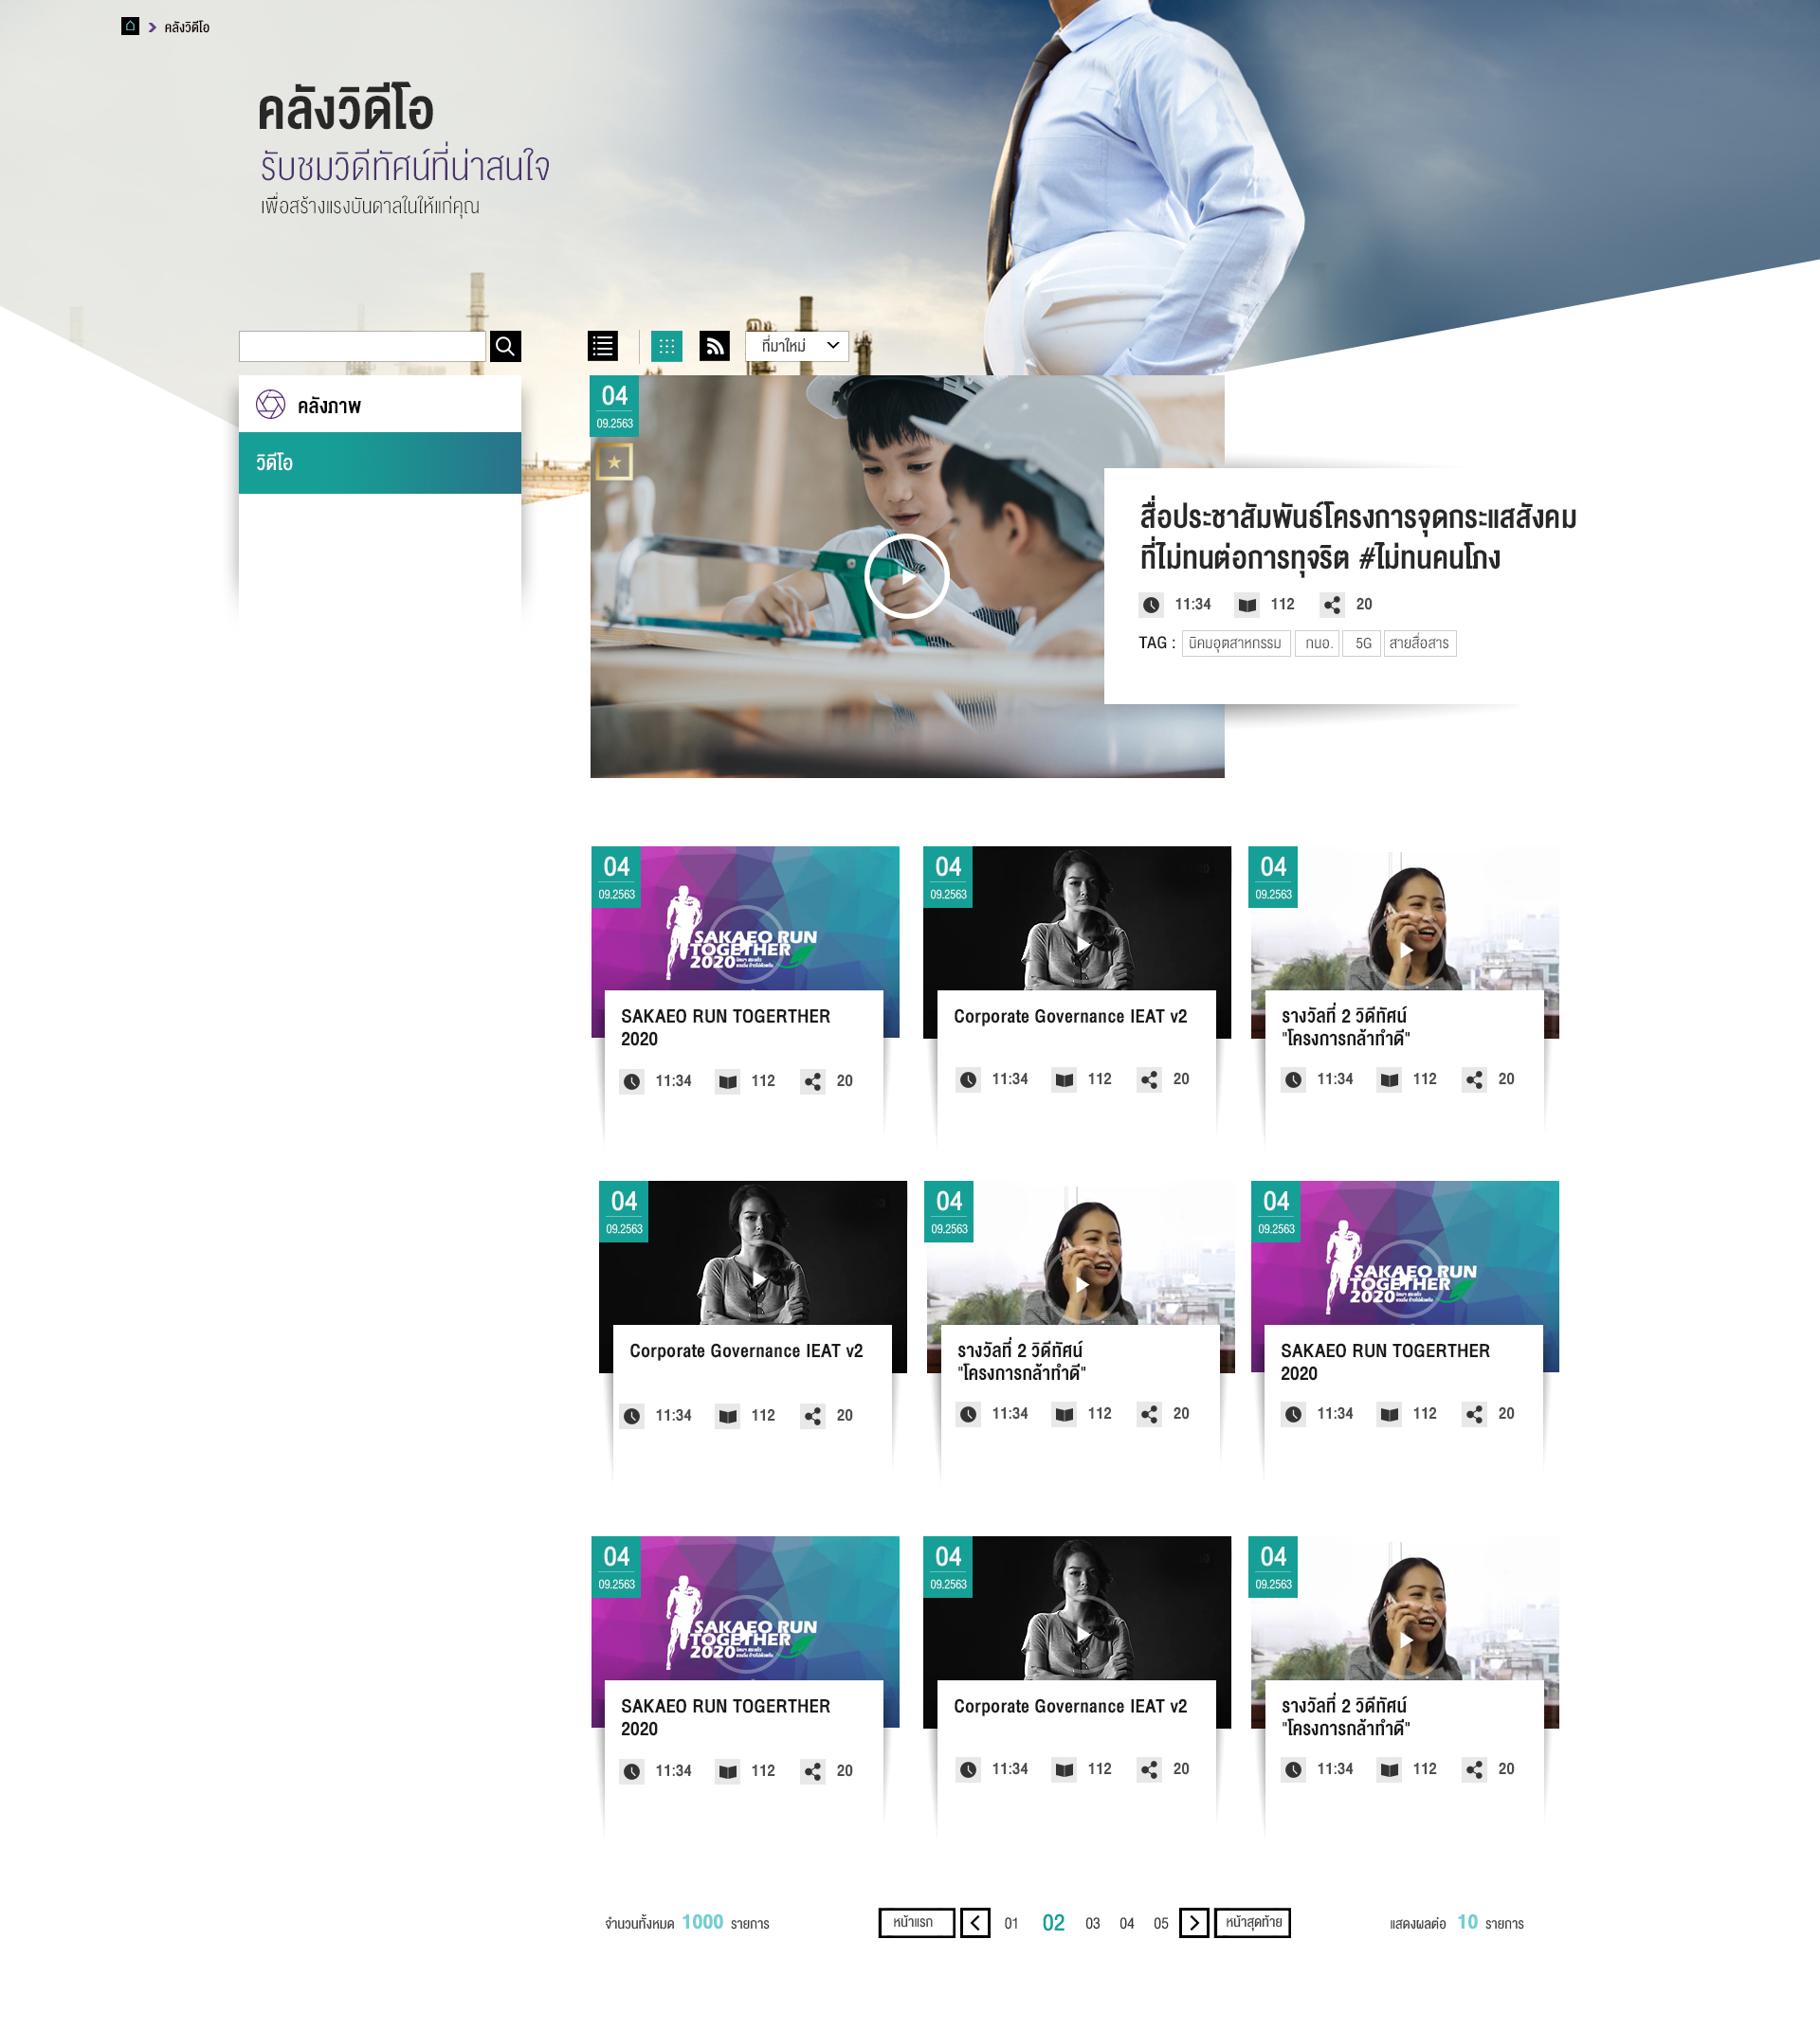 คลังวิดีโอ
คลังวิดีโอ
รับชมวิดีทัศน์ที่น่าสนใจ
เพื่อสร้างแรงบันดาลในให้แก่คุณ
ที่มาใหม่
คลังภาพ
วิดีโอ
04
09.2563
สื่อประชาสัมพันธ์โครงการจุดกระแสสังคม
ที่ไม่ทนต่อการทุจริต #ไม่ทนคนโกง
11:34 112 20
TAG : นิคมอุตสาหกรรม กนอ. 5G สายสื่อสาร
04
09.2563
SAKAEO RUN
TOGETHER
2020
SAKAEO RUN TOGERTHER
2020
11:34 112 20
04
09.2563
Corporate Governance IEAT v2
11:34 112 20
04
09.2563
รางวัลที่ 2 วิดีทัศน์
"โครงการกล้าทำดี"
11:34 112 20
04
09.2563
Corporate Governance IEAT v2
11:34 112 20
04
09.2563
รางวัลที่ 2 วิดีทัศน์
"โครงการกล้าทำดี"
11:34 112 20
04
09.2563
SAKAEO RUN
TOGETHER
2020
SAKAEO RUN TOGERTHER
2020
11:34 112 20
04
09.2563
SAKAEO RUN
TOGETHER
2020
SAKAEO RUN TOGERTHER
2020
11:34 112 20
04
09.2563
Corporate Governance IEAT v2
11:34 112 20
04
09.2563
รางวัลที่ 2 วิดีทัศน์
"โครงการกล้าทำดี"
11:34 112 20
จำนวนทั้งหมด 1000 รายการ
หน้าแรก 01 02 03 04 05 หน้าสุดท้าย
แสดงผลต่อ 10 รายการ